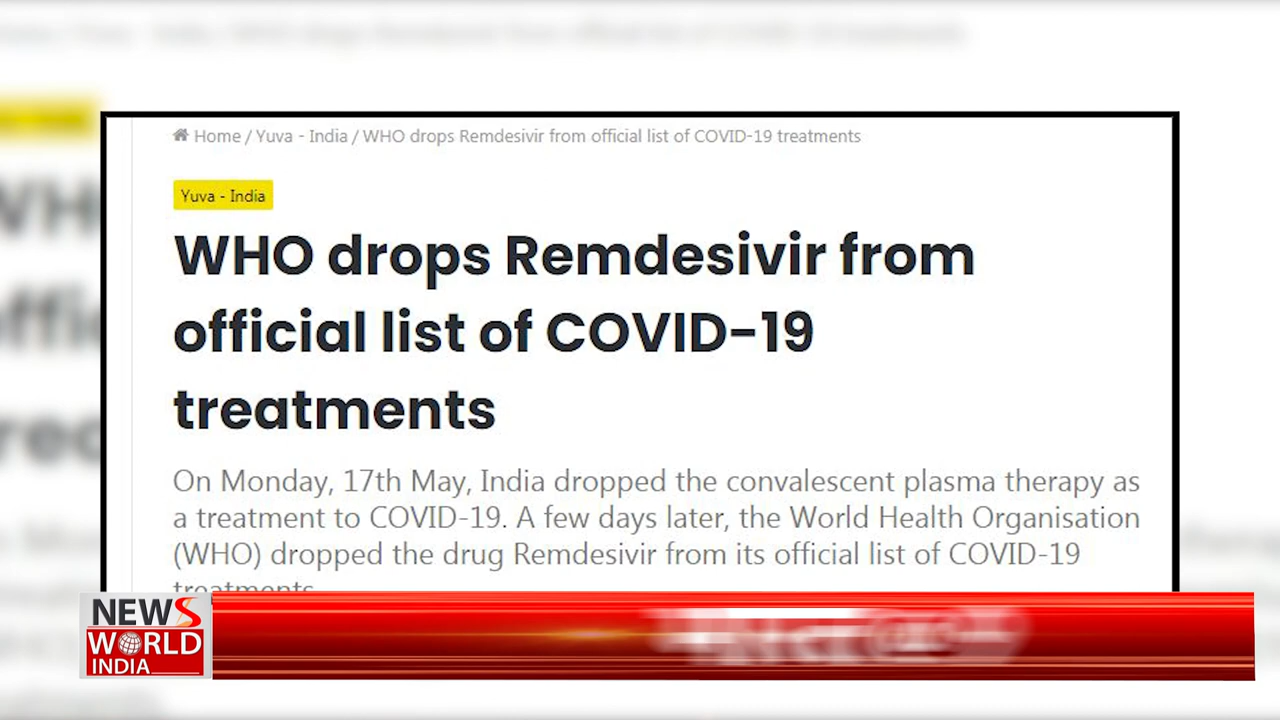 Home / Yuva - India / WHO drops Remdesivir from official list of COVID-19 treatments
Yuva - India
WHO drops Remdesivir from
official list of COVID-19
treatments
On Monday, 17th May, India dropped the convalescent plasma therapy as
a treatment to COVID-19. A few days later, the World Health Organisation
(WHO) dropped the drug Remdesivir from its official list of COVID-19
treatments.
NEWS
WORLD
INDIA